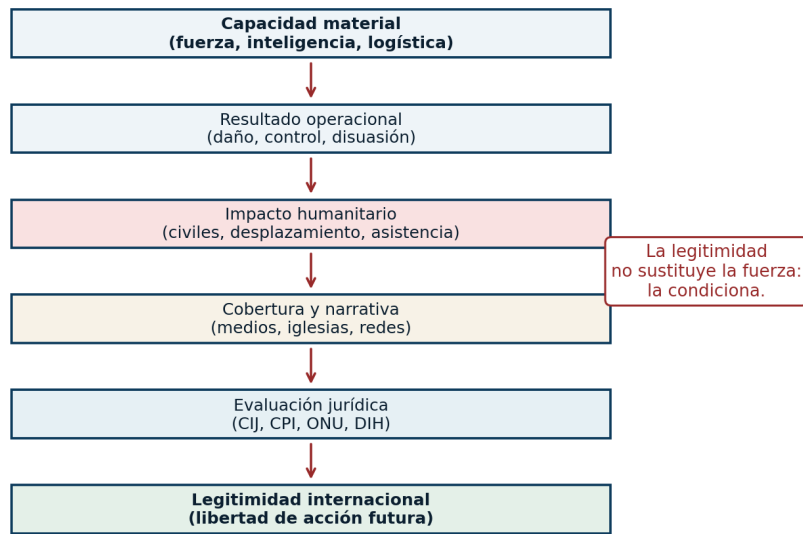 Capacidad material
(fuerza, inteligencia, logística)
Resultado operacional
(daño, control, disuasión)
Impacto humanitario
(civiles, desplazamiento, asistencia)
La legitimidad
no sustituye la fuerza:
la condiciona.
Cobertura y narrativa
(medios, iglesias, redes)
Evaluación jurídica
(CIJ, CPI, ONU, DIH)
Legitimidad internacional
(libertad de acción futura)